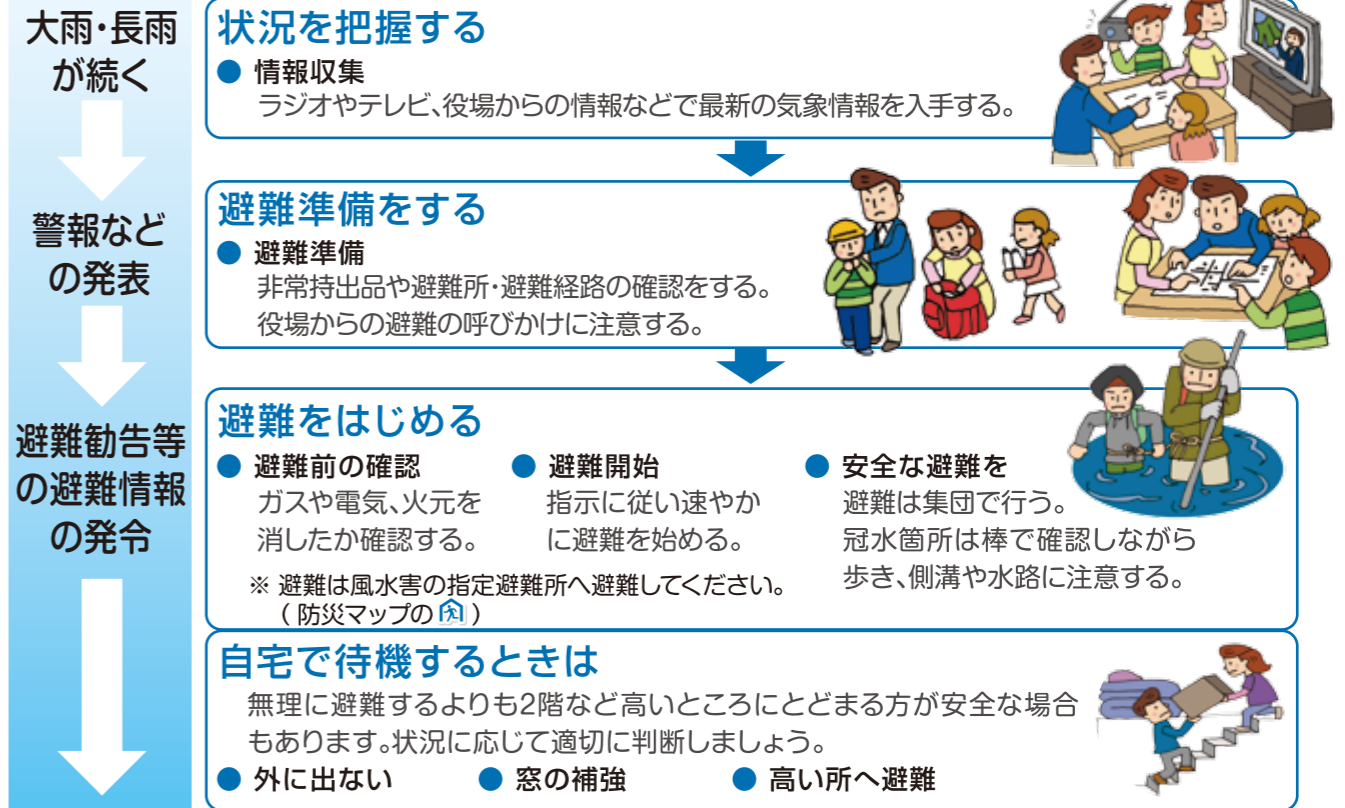 大雨・長雨
が続く
警報など
の発表
避難勧告等
の避難情報
の発令
状況を把握する
● 情報収集
ラジオやテレビ、役場からの情報などで最新の気象情報を入手する。
避難準備をする
● 避難準備
非常持出品や避難所・避難経路の確認をする。
役場からの避難の呼びかけに注意する。
避難をはじめる
● 避難前の確認
ガスや電気、火元を
消したか確認する。
● 避難開始
指示に従い速やか
に避難を始める。
● 安全な避難を
避難は集団で行う。
冠水箇所は棒で確認しながら
歩き、側溝や水路に注意する。
※ 避難は風水害の指定避難所へ避難してください。
（ 防災マップの ）
自宅で待機するときは
無理に避難するよりも2階など高いところにとどまる方が安全な場合
もあります。状況に応じて適切に判断しましょう。
● 外に出ない ● 窓の補強 ● 高い所へ避難